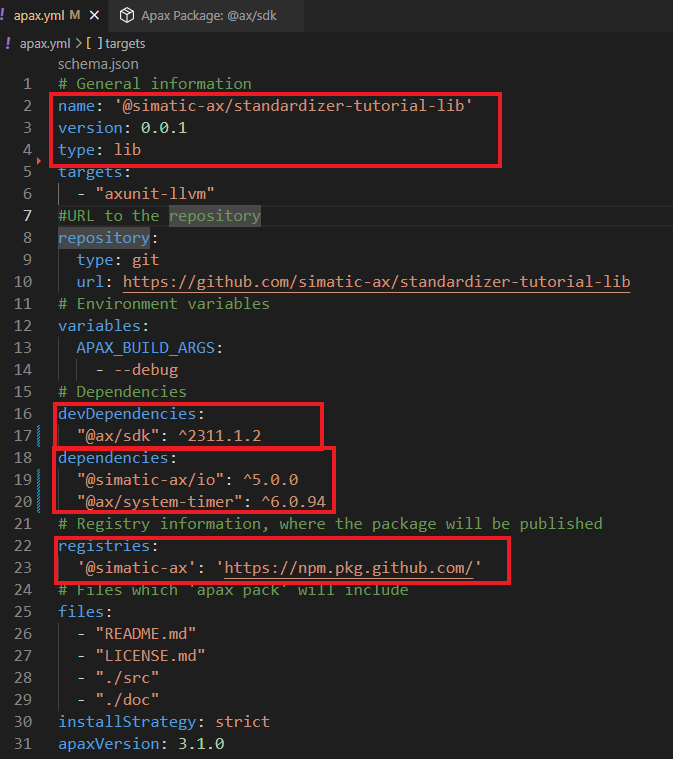 ! apax.yml M × Apax Package: @ax/sdk
! apax.yml > [ ] targets
schema.json
1 # General information
2 name: '@simatic-ax/standardizer-tutorial-lib'
3 version: 0.0.1
4 type: lib
5 targets:
6 - "axunit-llvm"
7 #URL to the repository
8 repository:
9 type: git
10 url: https://github.com/simatic-ax/standardizer-tutorial-lib
11 # Environment variables
12 variables:
13 APAX_BUILD_ARGS:
14 - --debug
15 # Dependencies
16 devDependencies:
17 "@ax/sdk": ^2311.1.2
18 dependencies:
19 "@simatic-ax/io": ^5.0.0
20 "@ax/system-timer": ^6.0.94
21 # Registry information, where the package will be published
22 registries:
23 '@simatic-ax': 'https://npm.pkg.github.com/'
24 # Files which 'apax pack' will include
25 files:
26 - "README.md"
27 - "LICENSE.md"
28 - "./src"
29 - "./doc"
30 installStrategy: strict
31 apaxVersion: 3.1.0